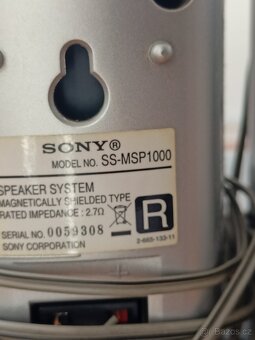 SONY®
MODEL NO. SS-MSP1000
SPEAKER SYSTEM
MAGNETICALLY SHIELDED TYPE
RATED IMPEDANCE : 2.7Ω
SERIAL NO. 0059308
SONY CORPORATION
R
2-665-133-11
sbazar.cz